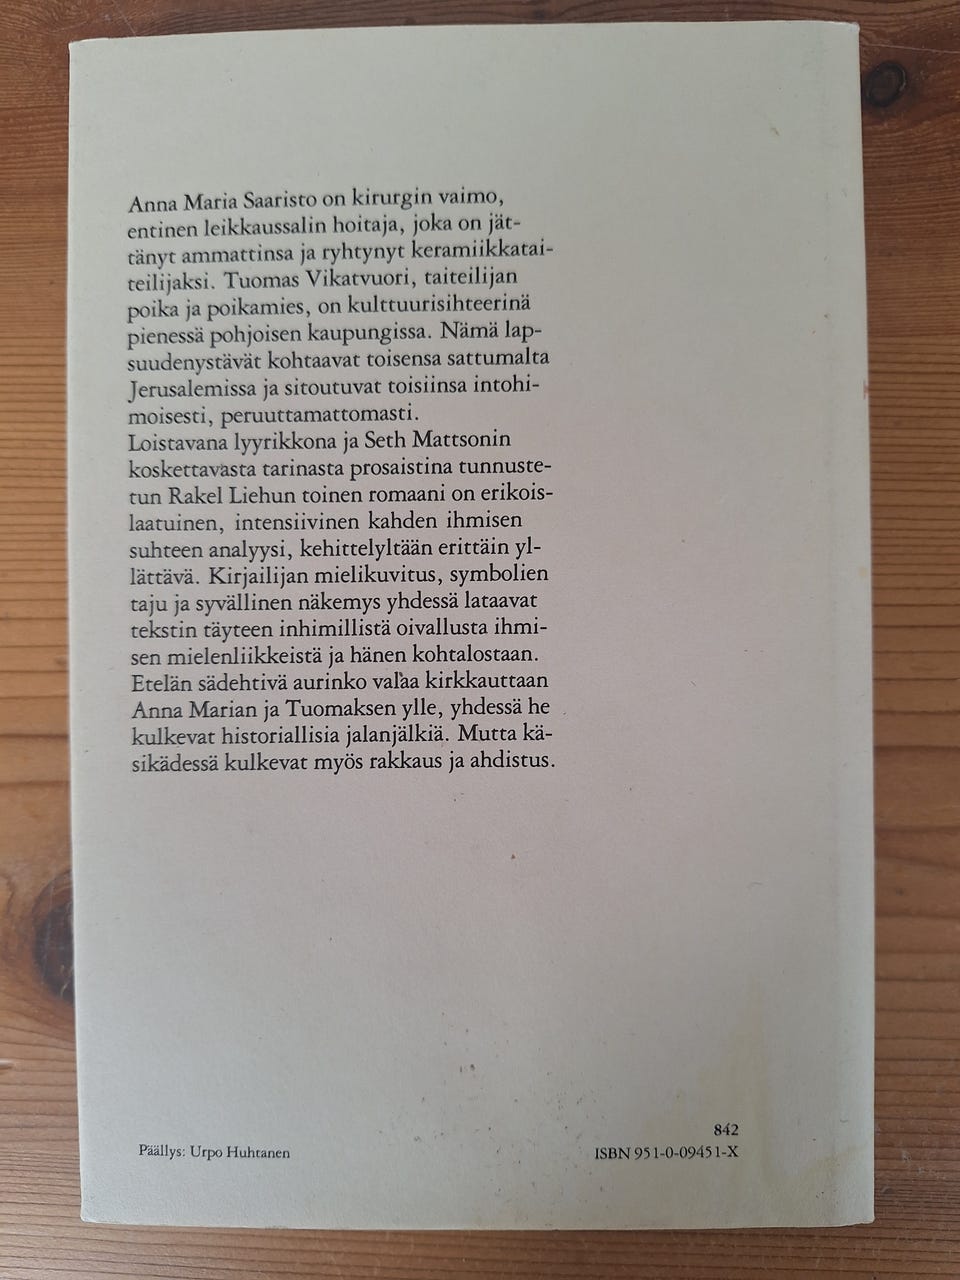 Anna Maria Saaristo on kirurgin vaimo,
entinen leikkaussalin hoitaja, joka on jät-
tänyt ammattinsa ja ryhtynyt keramiikkatai-
teilijaksi. Tuomas Vikatvuori, taiteilijan
poika ja poikamies, on kulttuurisihteerinä
pienessä pohjoisen kaupungissa. Nämä lap-
suudenystävät kohtaavat toisensa sattumalta
Jerusalemissa ja sitoutuvat toisiinsa intohi-
moisesti, peruuttamattomasti.
Loistavana lyyrikkona ja Seth Mattsonin
koskettavasta tarinasta prosaistina tunnuste-
tun Rakel Liehun toinen romaani on erikois-
laatuinen, intensiivinen kahden ihmisen
suhteen analyysi, kehittelyltään erittäin yl-
lättävä. Kirjailijan mielikuvitus, symbolien
taju ja syvällinen näkemys yhdessä lataavat
tekstin täyteen inhimillistä oivallusta ihmi-
sen mielenliikkeistä ja hänen kohtalostaan.
Etelän sädehtivä aurinko valaa kirkkauttaan
Anna Marian ja Tuomaksen ylle, yhdessä he
kulkevat historiallisia jalanjälkiä. Mutta kä-
sikädessä kulkevat myös rakkaus ja ahdistus.
842
Päällys: Urpo Huhtanen
ISBN 951-0-09451-X